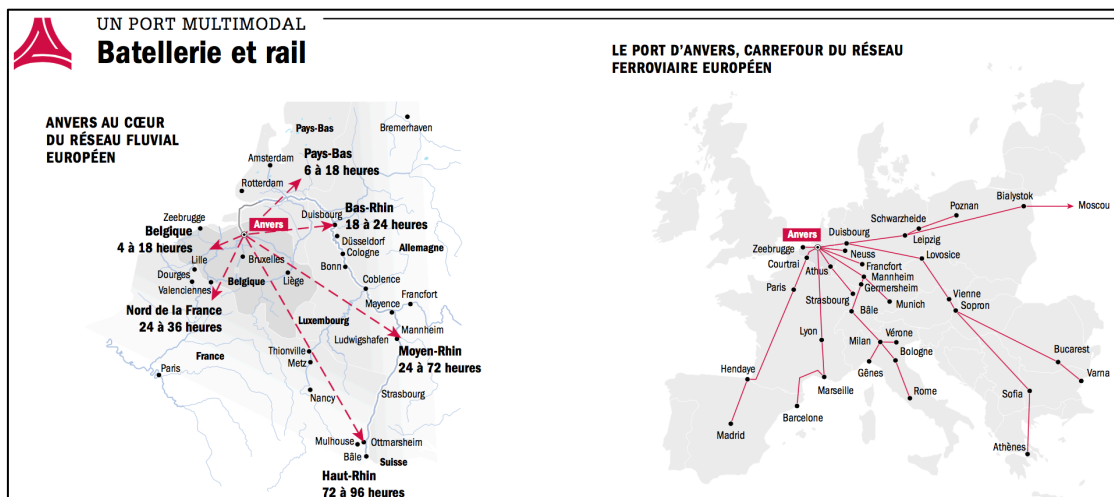 UN PORT MULTIMODAL
Batellerie et rail
ANVERS AU CŒUR
DU RÉSEAU FLUVIAL
EUROPÉEN
Pays-Bas
Bremerhaven
Amsterdam
Pays-Bas
6 à 18 heures
Rotterdam
Zeebrugge
Anvers
Duisbourg
Bas-Rhin
18 à 24 heures
Belgique
4 à 18 heures
Düsseldorf
Cologne
Allemagne
Lille
Bruxelles
Bonn
Dourges
Valenciennes
Belgique
Liège
Coblence
Nord de la France
24 à 36 heures
Mayence
Francfort
Luxembourg
Mannheim
Ludwigshafen
Moyen-Rhin
24 à 72 heures
Thionville
Metz
France
Paris
Nancy
Strasbourg
Mulhouse
Ottmarsheim
Bâle
Suisse
Haut-Rhin
72 à 96 heures
LE PORT D'ANVERS, CARREFOUR DU RÉSEAU
FERROVIAIRE EUROPÉEN
Bialystok
Moscou
Poznan
Schwarzheide
Anvers
Duisbourg
Leipzig
Zeebrugge
Neuss
Lovosice
Courtrai
Athus
Francfort
Mannheim
Germersheim
Paris
Strasbourg
Munich
Vienne
Sopron
Bâle
Lyon
Milan
Vérone
Bologne
Bucarest
Hendaye
Gênes
Varna
Marseille
Rome
Sofia
Barcelone
Madrid
Athènes